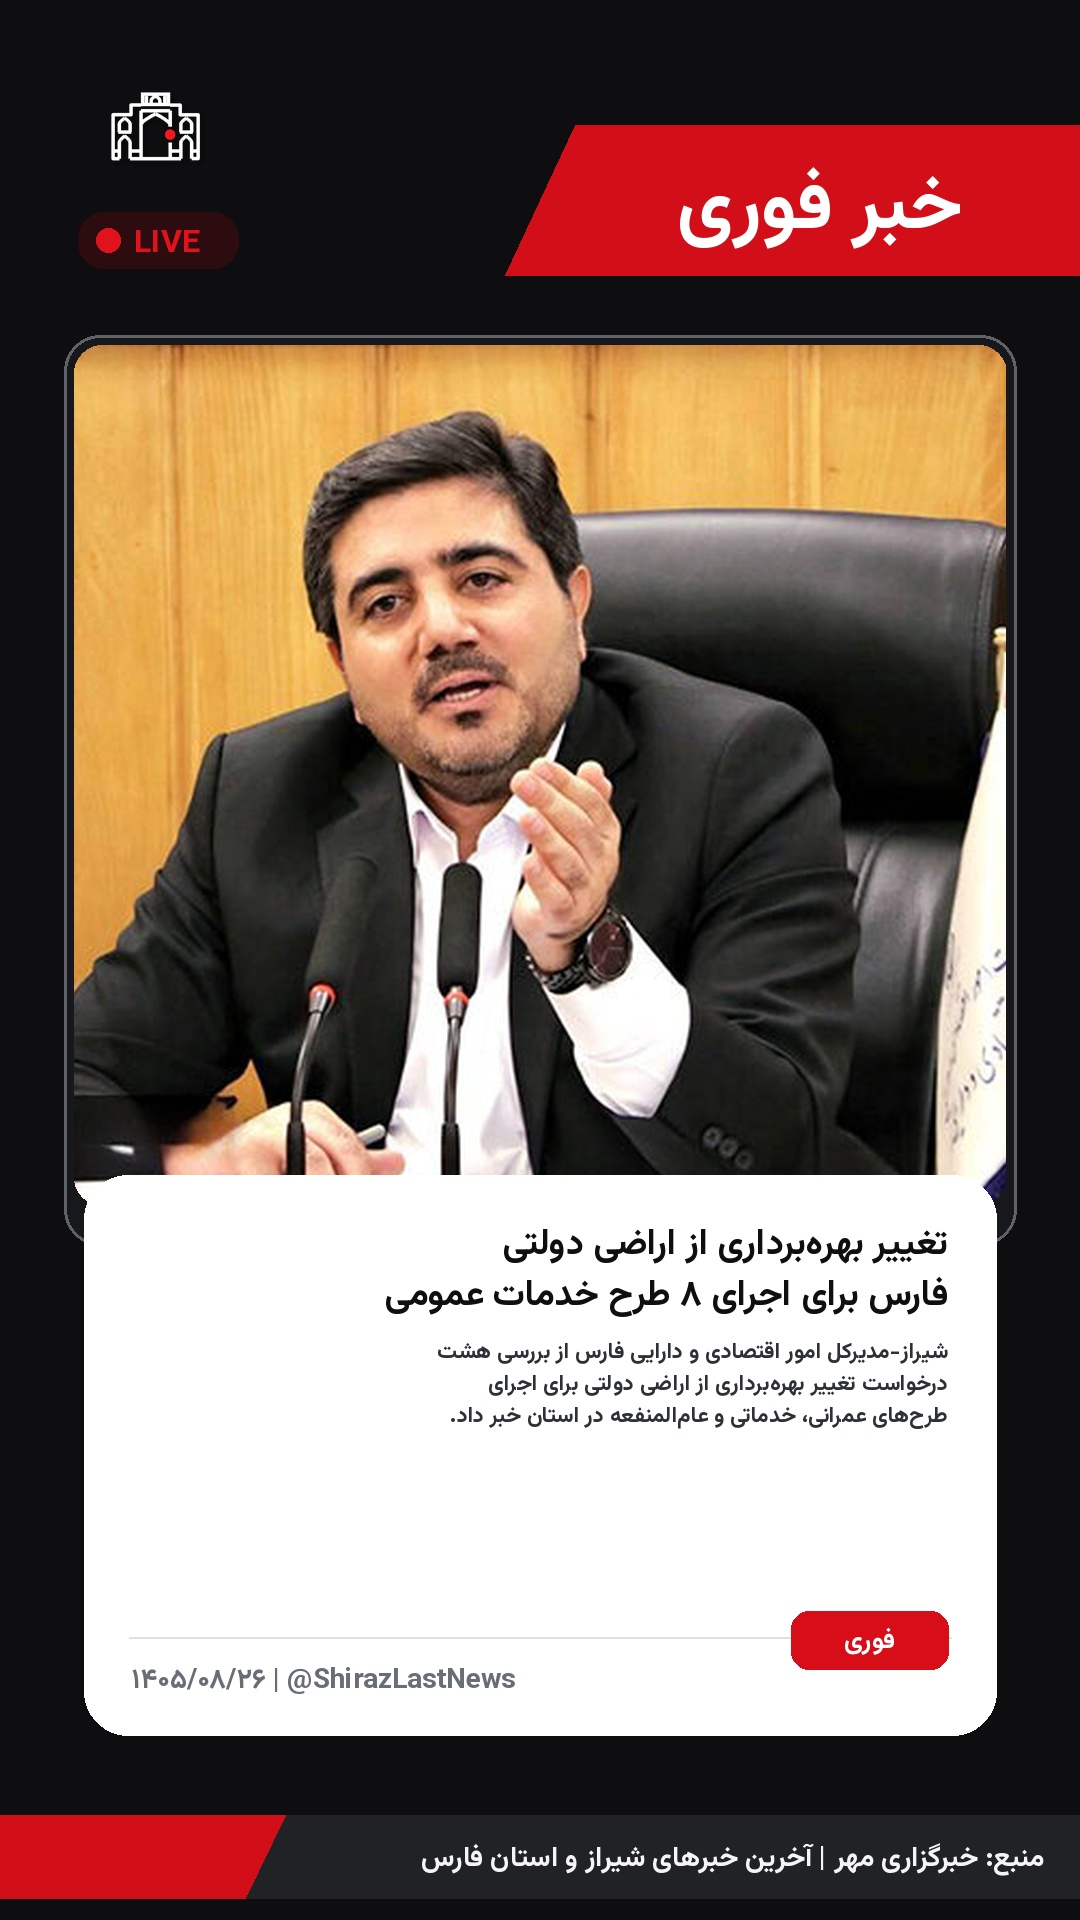 خبر فوری
LIVE
تغییر بهره‌برداری از اراضی دولتی
فارس برای اجرای ۸ طرح خدمات عمومی
شیراز-مدیرکل امور اقتصادی و دارایی فارس از بررسی هشت
درخواست تغییر بهره‌برداری از اراضی دولتی برای اجرای
طرح‌های عمرانی، خدماتی و عام‌المنفعه در استان خبر داد.
فوری
۱۴۰۵/۰۸/۲۶ | @ShirazLastNews
منبع: خبرگزاری مهر | آخرین خبرهای شیراز و استان فارس